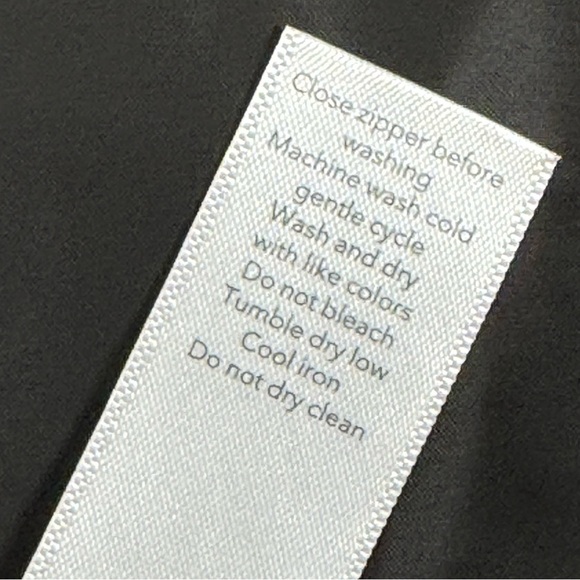 Close zipper before
washing
Machine wash cold
gentle cycle
Wash and dry
with like colors
Do not bleach
Tumble dry low
Cool iron
Do not dry clean